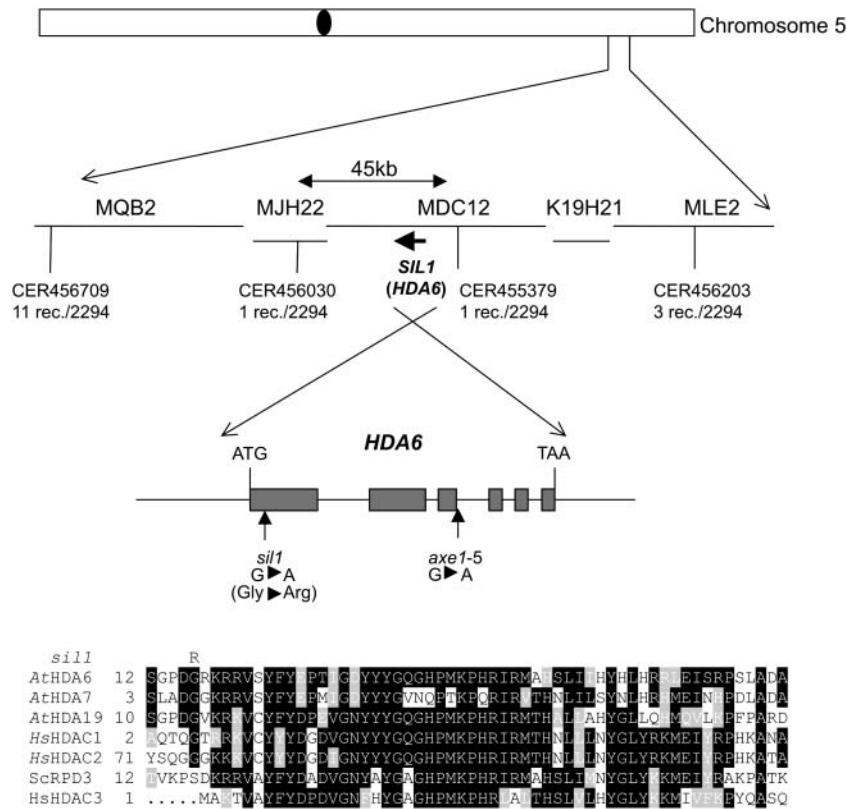 Chromosome 5
45kb
MQB2 MJH22 MDC12 K19H21 MLE2
SIL1
(HDA6)
CER456709 CER456030 CER455379 CER456203
11 rec./2294 1 rec./2294 1 rec./2294 3 rec./2294
HDA6
ATG TAA
sil1 axe1-5
G►A G►A
(Gly►Arg)
sil1 R
AtHDA6 12 SGPDGRKRRVSYFYEPTIGDYYYGQGHPMKPHRIRMAHSLIIHYHLHRRLEISRPSLADA
AtHDA7 3 SLADGGKRRVSYFYEPMIGDYYYGVNQPTKPQRIRVTHNLILSYNLHRHMEINHPDLADA
AtHDA19 10 SGPDGVKRKVCYFYDPEVGNYYYGQGHPMKPHRIRMTHALLAHYGLLQHMQVLKPFPARD
HsHDAC1 2 AQTQGTRRKVCYYYDGDVGNYYYGQGHPMKPHRIRMTHNLLLNYGLYRKMEIYRPHKANA
HsHDAC2 71 YSQGGGKKKVCYYYDGDIGNYYYGQGHPMKPHRIRMTHNLLLNYGLYRKMEIYRPHKATA
ScRPD3 12 TVKPSDKRRVAYFYDADVGNYAYGAGHPMKPHRIRMAHSLIMNYGLYKKMEIYRAKPATK
HsHDAC3 1 .....MAKTVAYFYDPDVGNFHYGAGHPMKPHRLALTHSLVLHYGLYKKMIVFKPYQASQ